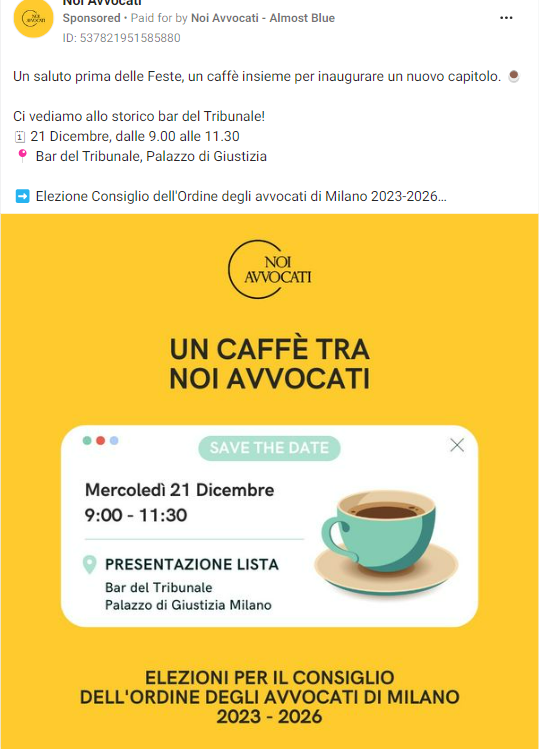 Noi Avvocati
NOI
AVVOCATI
Sponsored • Paid for by Noi Avvocati - Almost Blue
ID: 537821951585880
Un saluto prima delle Feste, un caffè insieme per inaugurare un nuovo capitolo. ☕
Ci vediamo allo storico bar del Tribunale!
🗓 21 Dicembre, dalle 9.00 alle 11.30
📍 Bar del Tribunale, Palazzo di Giustizia
➡️ Elezione Consiglio dell'Ordine degli avvocati di Milano 2023-2026...
NOI
AVVOCATI
UN CAFFÈ TRA
NOI AVVOCATI
SAVE THE DATE
Mercoledì 21 Dicembre
9:00 - 11:30
PRESENTAZIONE LISTA
Bar del Tribunale
Palazzo di Giustizia Milano
ELEZIONI PER IL CONSIGLIO
DELL'ORDINE DEGLI AVVOCATI DI MILANO
2023 - 2026